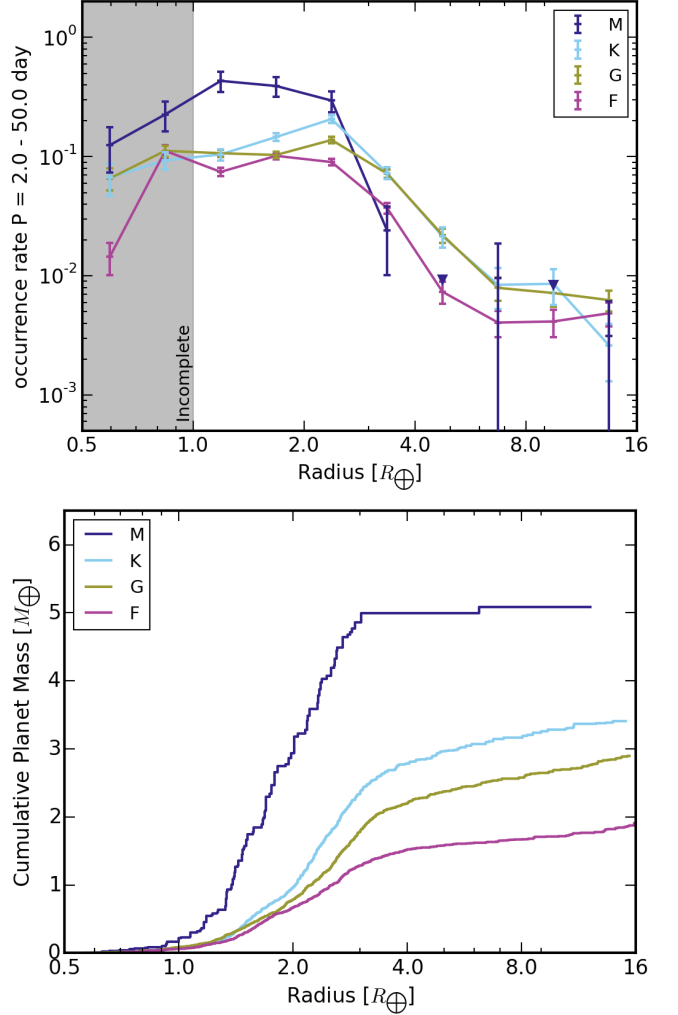 10⁰
10⁻¹
10⁻²
10⁻³
occurrence rate P = 2.0 - 50.0 day
M
K
G
F
Incomplete
0.5 1.0 2.0 4.0 8.0 16
Radius [R⨁]
M
K
G
F
6
5
4
3
2
1
0
Cumulative Planet Mass [M⨁]
0.5 1.0 2.0 4.0 8.0 16
Radius [R⨁]